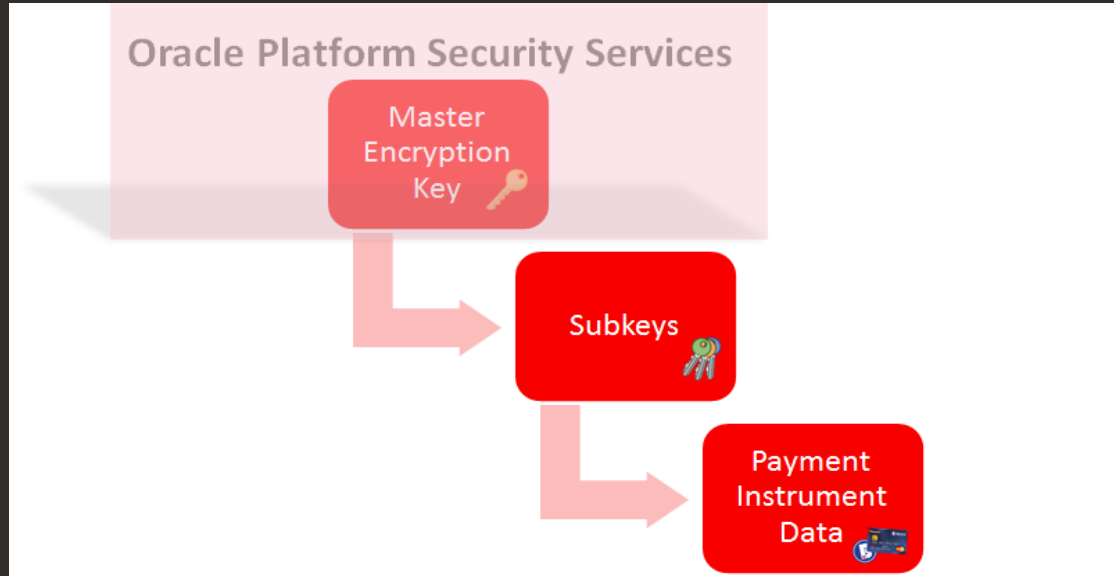 Oracle Platform Security Services
Master
Encryption
Key
Subkeys
Payment
Instrument
Data